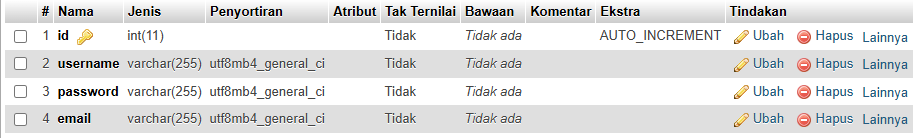 # Nama Jenis Penyortiran Atribut Tak Ternilai Bawaan Komentar Ekstra Tindakan
1 id int(11) Tidak Tidak ada AUTO_INCREMENT Ubah Hapus Lainnya
2 username varchar(255) utf8mb4_general_ci Tidak Tidak ada Ubah Hapus Lainnya
3 password varchar(255) utf8mb4_general_ci Tidak Tidak ada Ubah Hapus Lainnya
4 email varchar(255) utf8mb4_general_ci Tidak Tidak ada Ubah Hapus Lainnya